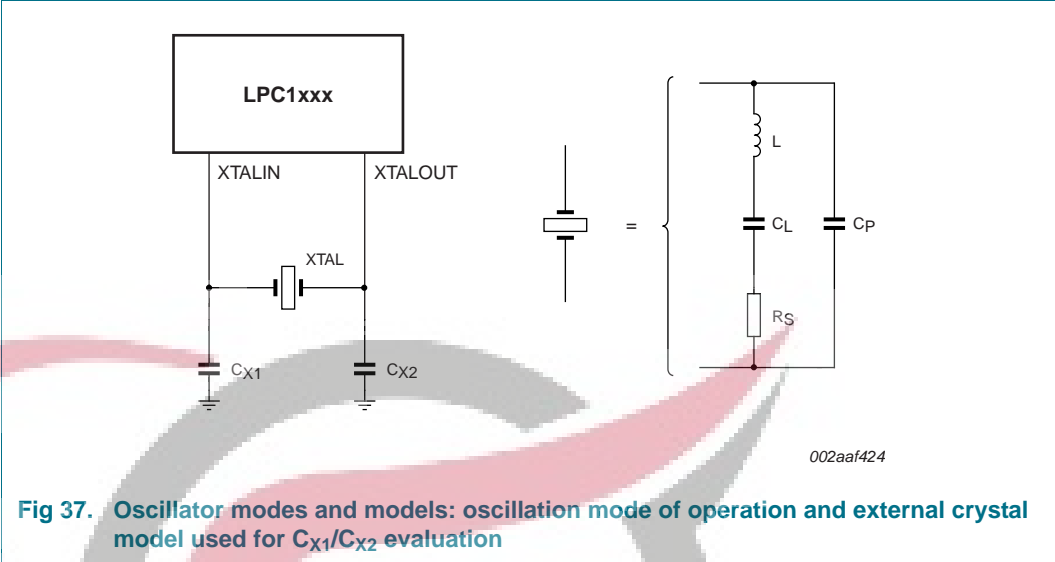 LPC1xxx
XTALIN
XTALOUT
XTAL
CX1
CX2
=
L
CL
CP
RS
002aaf424
Fig 37. Oscillator modes and models: oscillation mode of operation and external crystal
model used for CX1/CX2 evaluation